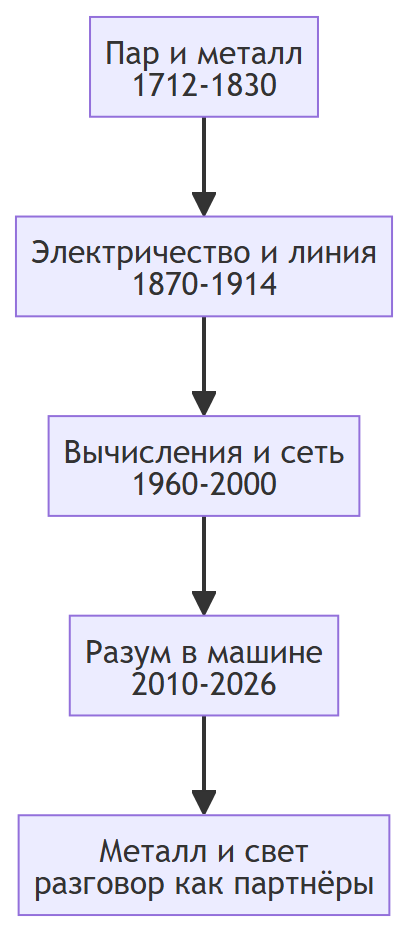 Пар и металл
1712-1830
Электричество и линия
1870-1914
Вычисления и сеть
1960-2000
Разум в машине
2010-2026
Металл и свет
разговор как партнёры